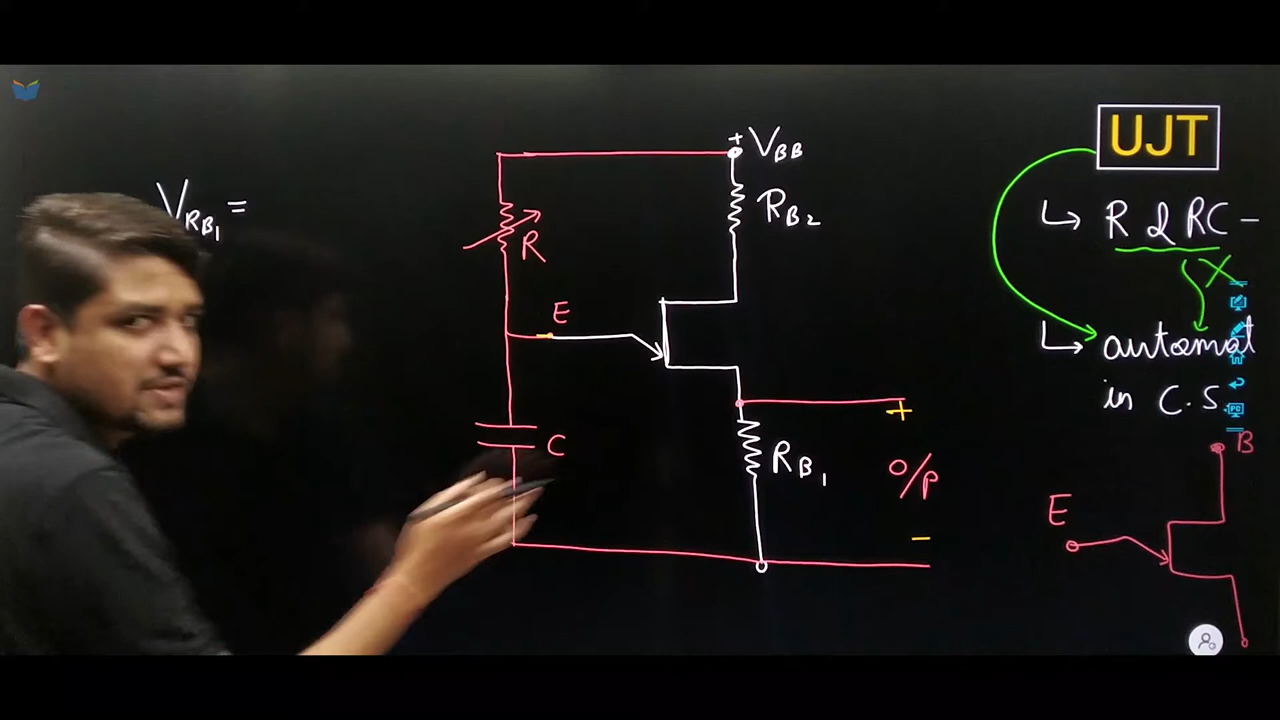 UJT
+ V_BB
R_B2
R & RC -
V_RB1 =
R
E
automat
in C.S.
+
C
R_B1
O/P
B
E
-